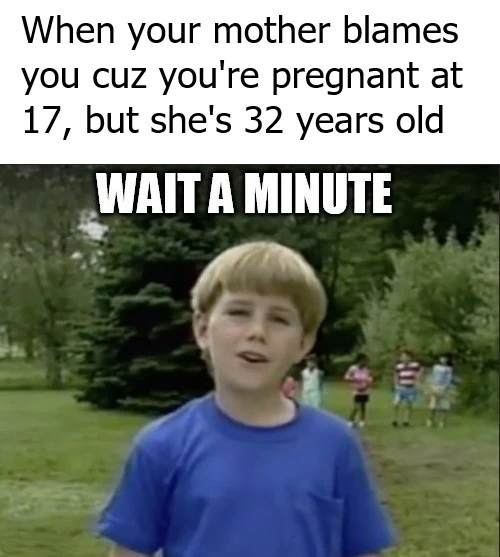 When your mother blames
you cuz you're pregnant at
17, but she's 32 years old
WAIT A MINUTE